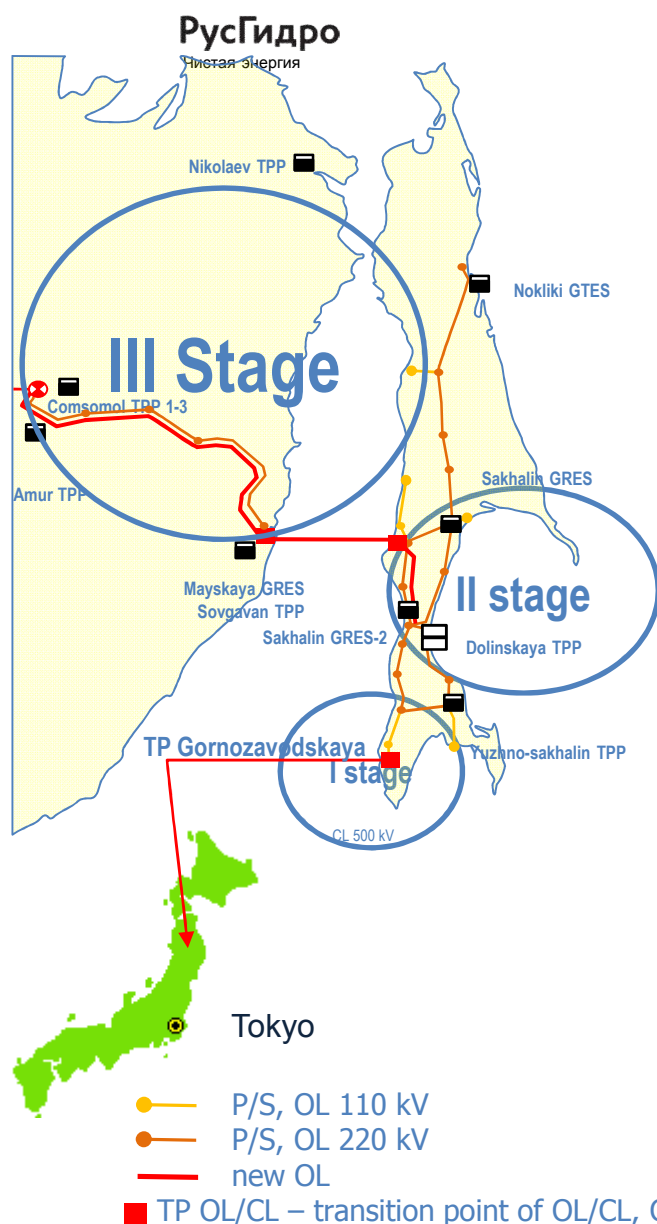 РусГидро
Чистая энергия
Nikolaev TPP
Nokliki GTES
III Stage
Comsomol TPP 1-3
Sakhalin GRES
Amur TPP
Mayskaya GRES
Sovgavan TPP
II stage
Sakhalin GRES-2
Dolinskaya TPP
TP Gornozavodskaya
Yuzhno-sakhalin TPP
I stage
CL 500 kV
Tokyo
P/S, OL 110 kV
P/S, OL 220 kV
new OL
TP OL/CL – transition point of OL/CL,